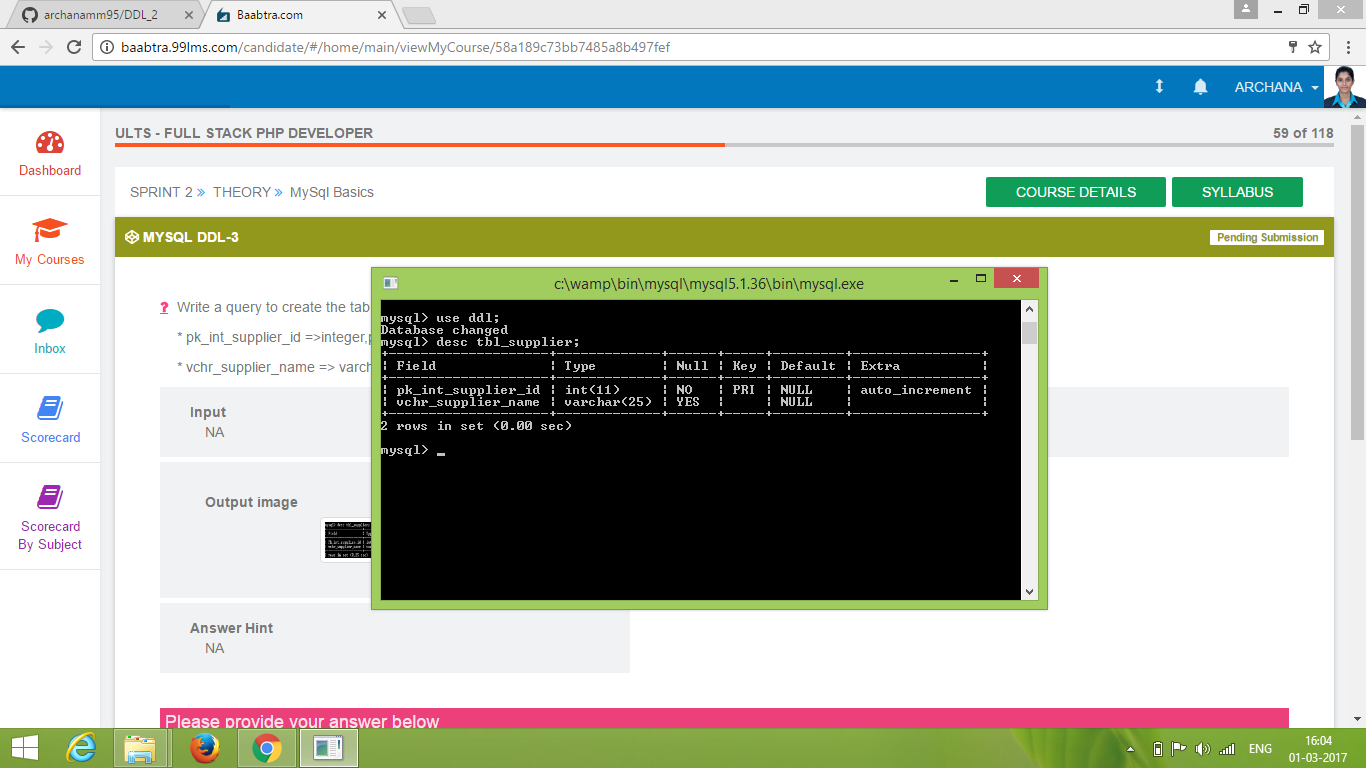 archanamm95/DDL_2
Baabtra.com
baabtra.99lms.com/candidate/#/home/main/viewMyCourse/58a189c73bb7485a8b497fef
ARCHANA
Dashboard
My Courses
Inbox
Scorecard
Scorecard
By Subject
ULTS - FULL STACK PHP DEVELOPER
59 of 118
SPRINT 2 » THEORY » MySql Basics
COURSE DETAILS
SYLLABUS
MYSQL DDL-3
Pending Submission
? Write a query to create the tab
* pk_int_supplier_id =>integer,p
* vchr_supplier_name => varch
Input
NA
Output image
Answer Hint
NA
Please provide your answer below
c:\wamp\bin\mysql\mysql5.1.36\bin\mysql.exe
mysql> use ddl;
Database changed
mysql> desc tbl_supplier;
+--------------------+-------------+------+-----+---------+----------------+
| Field              | Type        | Null | Key | Default | Extra          |
+--------------------+-------------+------+-----+---------+----------------+
| pk_int_supplier_id | int(11)     | NO   | PRI | NULL    | auto_increment |
| vchr_supplier_name | varchar(25) | YES  |     | NULL    |                |
+--------------------+-------------+------+-----+---------+----------------+
2 rows in set (0.00 sec)
mysql> _
ENG
16:04
01-03-2017